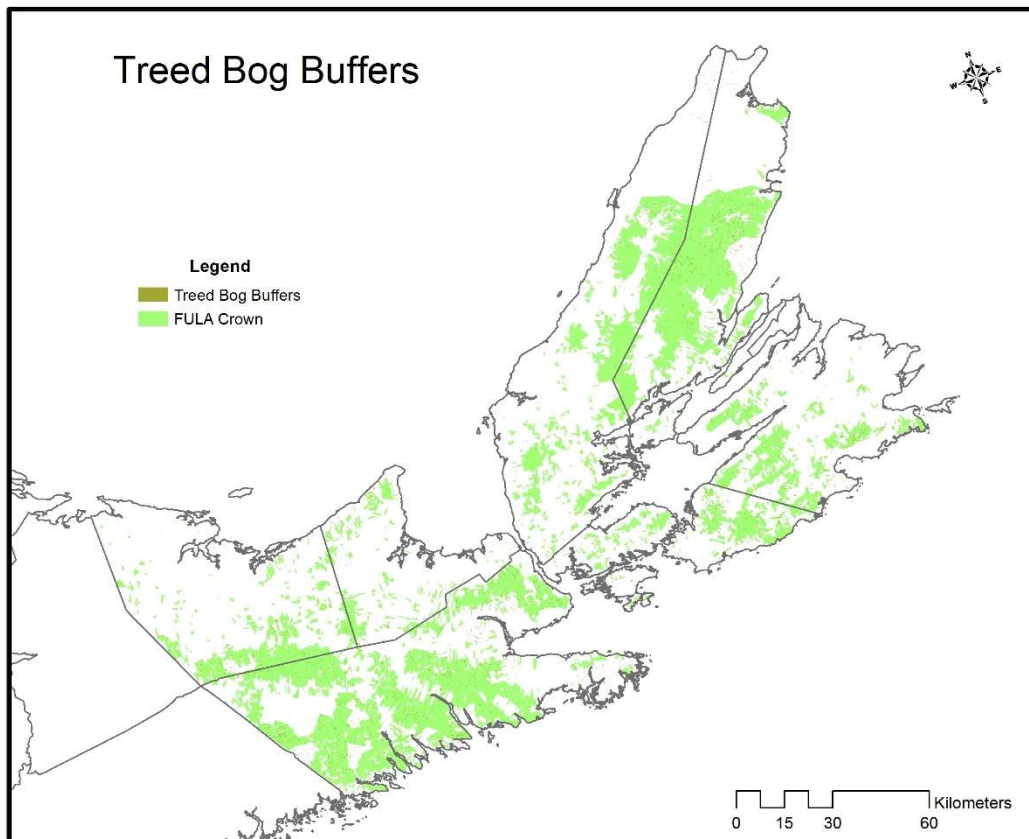 Treed Bog Buffers
N
W E
S
Legend
Treed Bog Buffers
FULA Crown
Kilometers
0 15 30 60